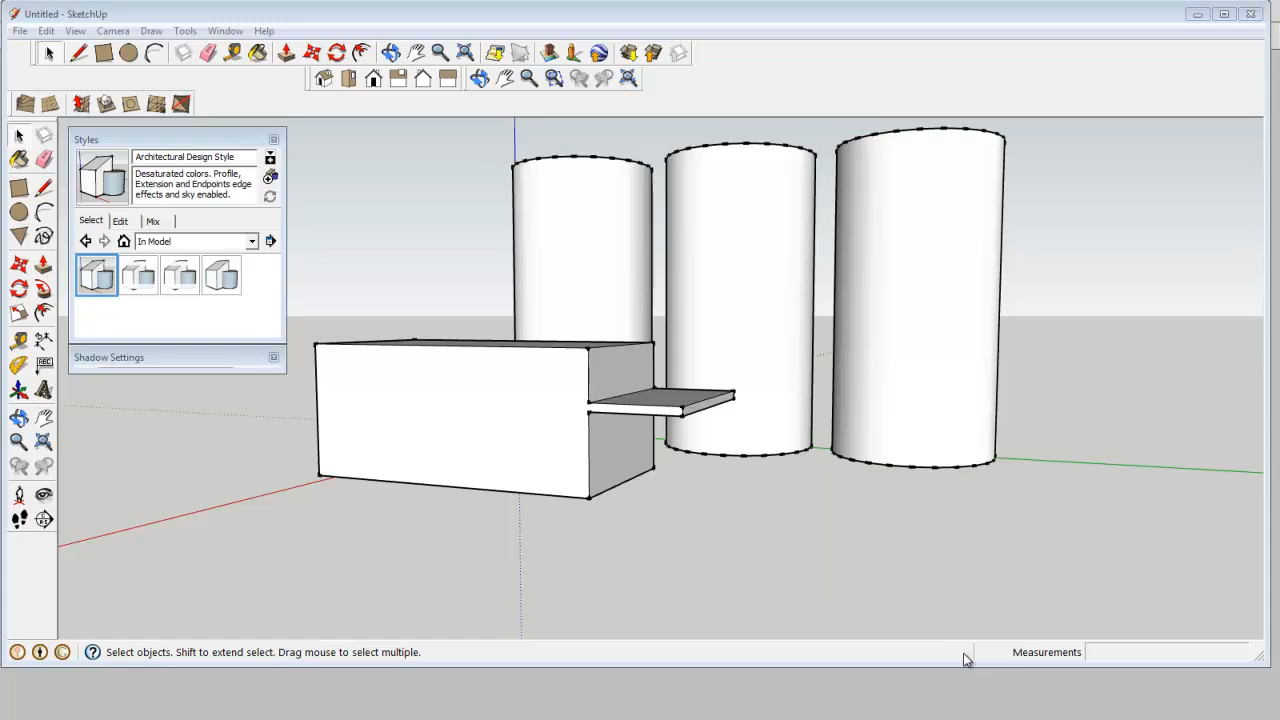 Untitled - SketchUp
File Edit View Camera Draw Tools Window Help
Styles
Architectural Design Style
Desaturated colors. Profile,
Extension and Endpoints edge
effects and sky enabled.
Select Edit Mix
In Model
Shadow Settings
ABC
Select objects. Shift to extend select. Drag mouse to select multiple.
Measurements